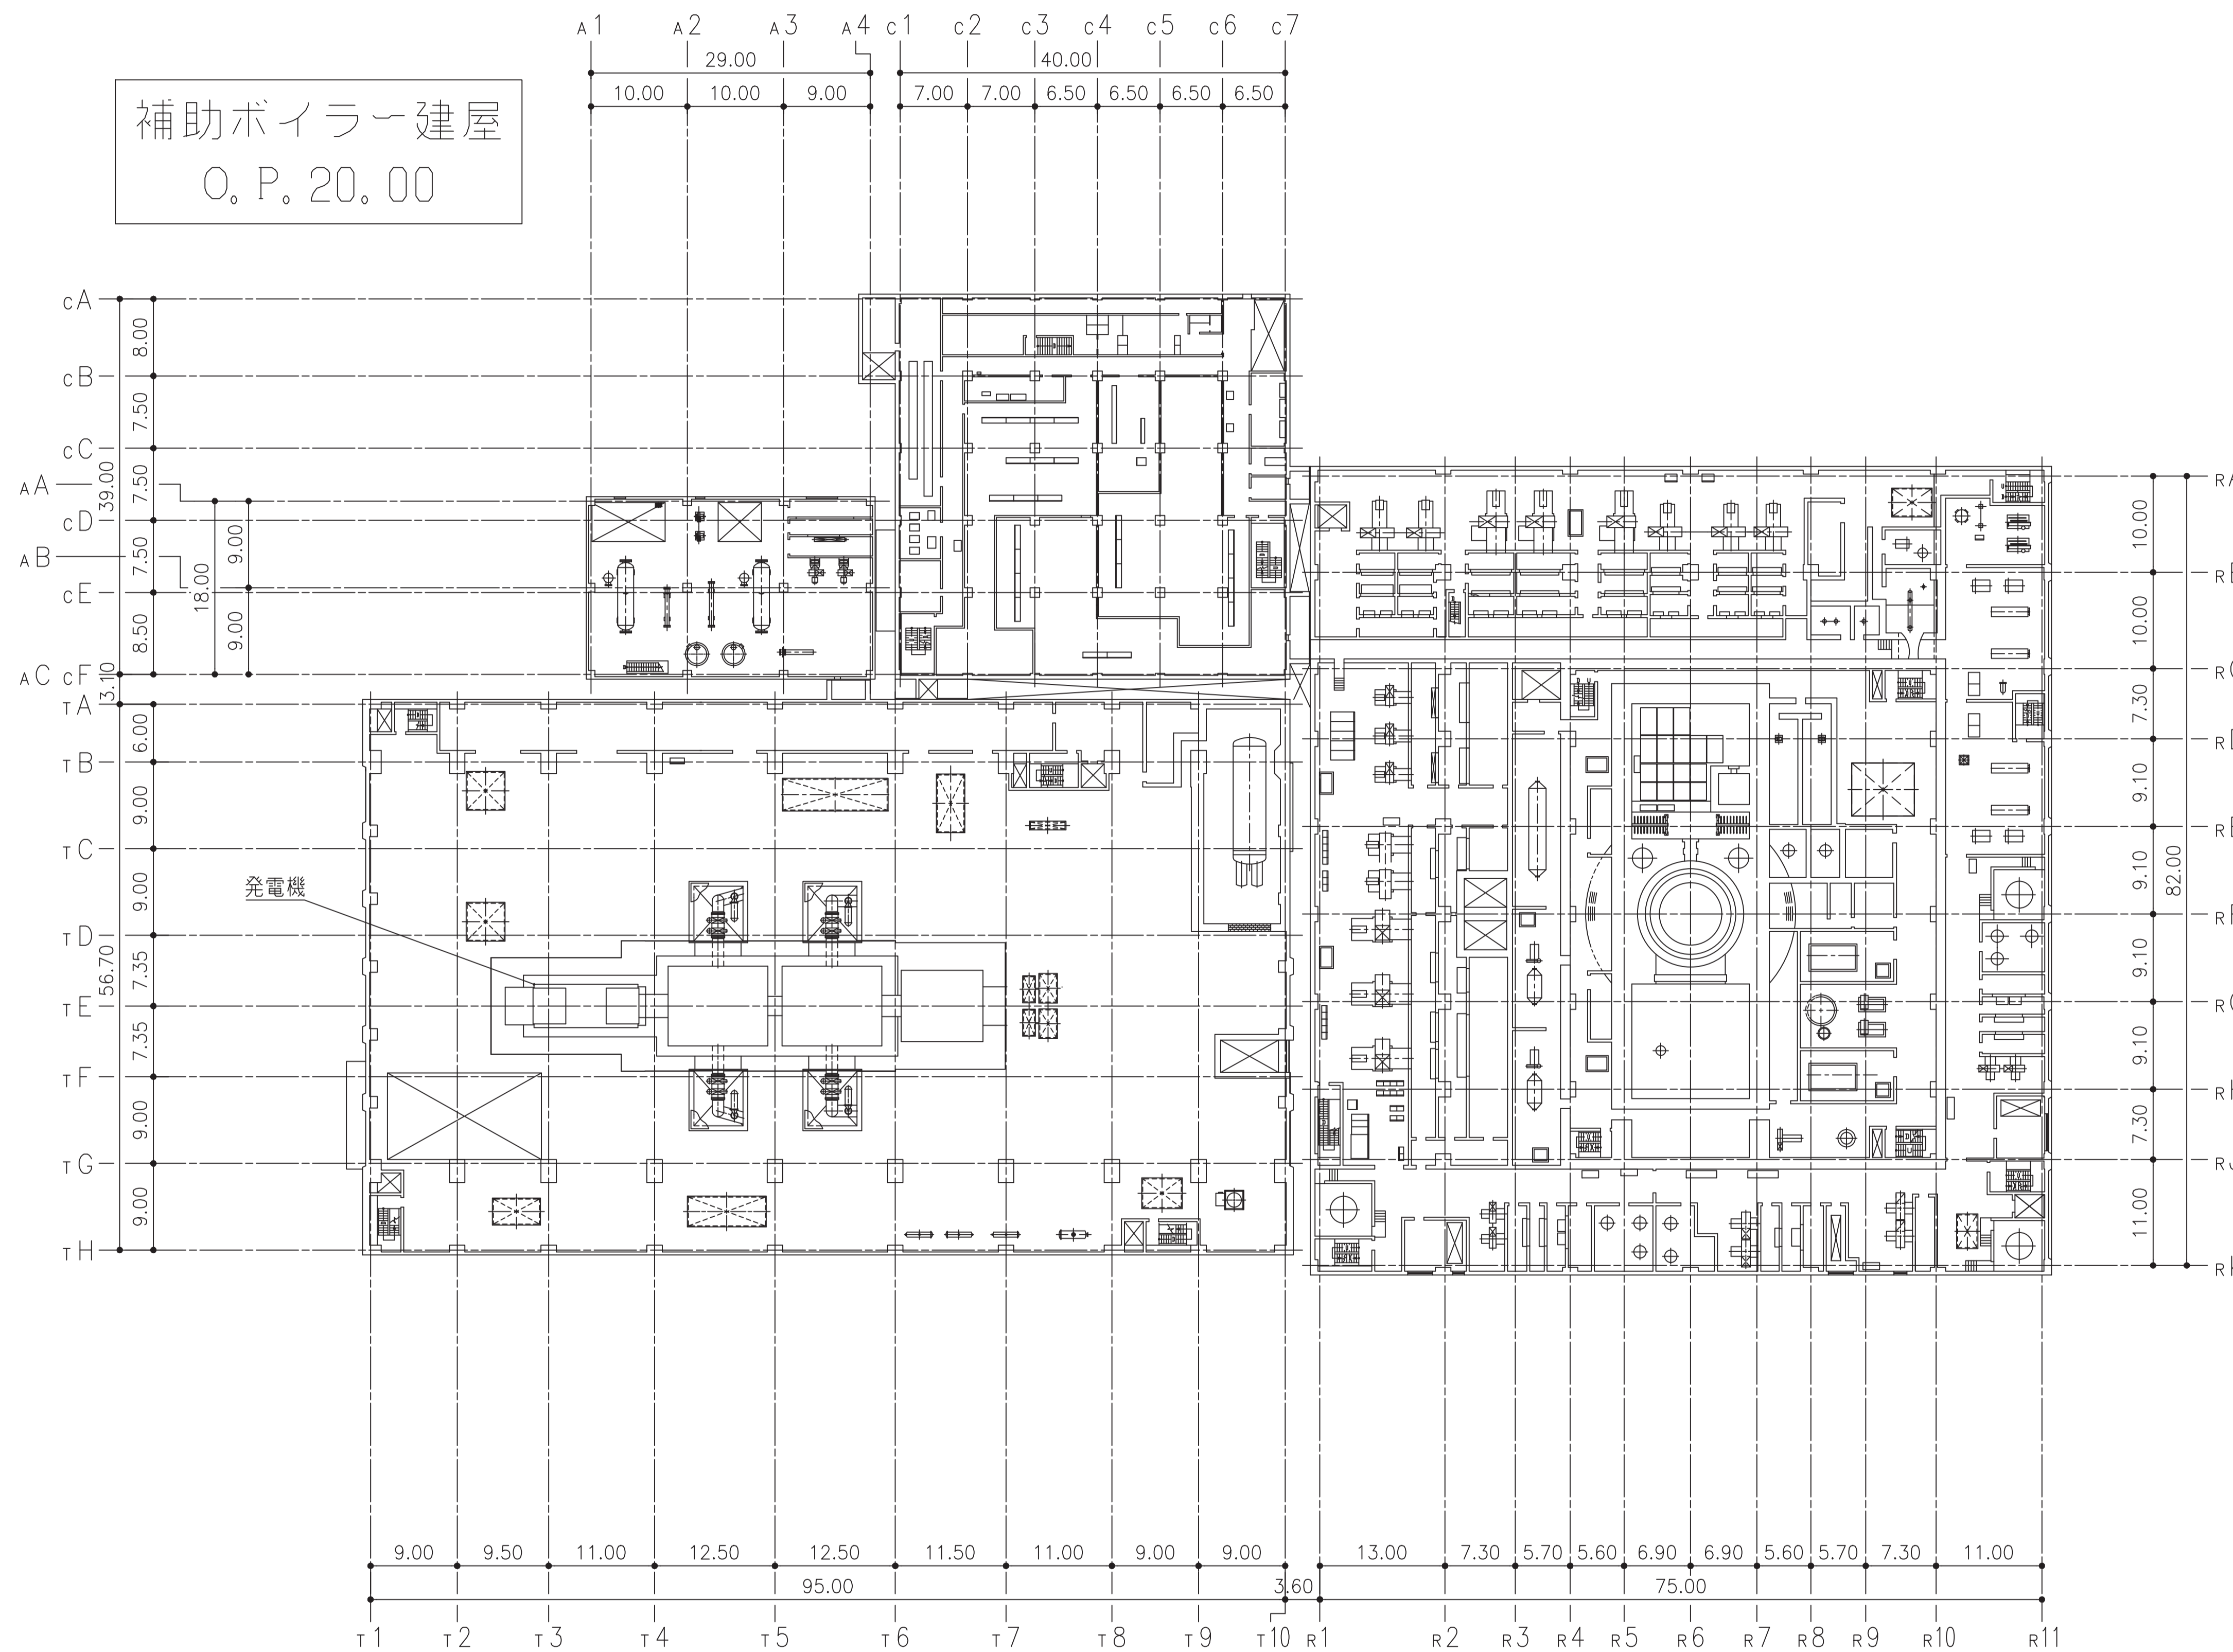 補助ボイラー建屋
O.P.20.00
A1 A2 A3 A4 C1 C2 C3 C4 C5 C6 C7
29.00 40.00
10.00 10.00 9.00 7.00 7.00 6.50 6.50 6.50 6.50
CA
8.00
CB
7.50
CC
39.00
7.50
AA
CD
9.00
7.50
AB
18.00
CE
9.00
8.50
AC CF
3.10
TA
6.00
TB
9.00
TC
9.00
発電機
TD
56.70
7.35
TE
7.35
TF
9.00
TG
9.00
TH
RA
10.00
10.00
7.30
9.10
82.00
9.10
9.10
9.10
7.30
RJ
11.00
9.00 9.50 11.00 12.50 12.50 11.50 11.00 9.00 9.00 13.00 7.30 5.70 5.60 6.90 6.90 5.60 5.70 7.30 11.00
95.00 3.60 75.00
T1 T2 T3 T4 T5 T6 T7 T8 T9 T10 R1 R2 R3 R4 R5 R6 R7 R8 R9 R10 R11